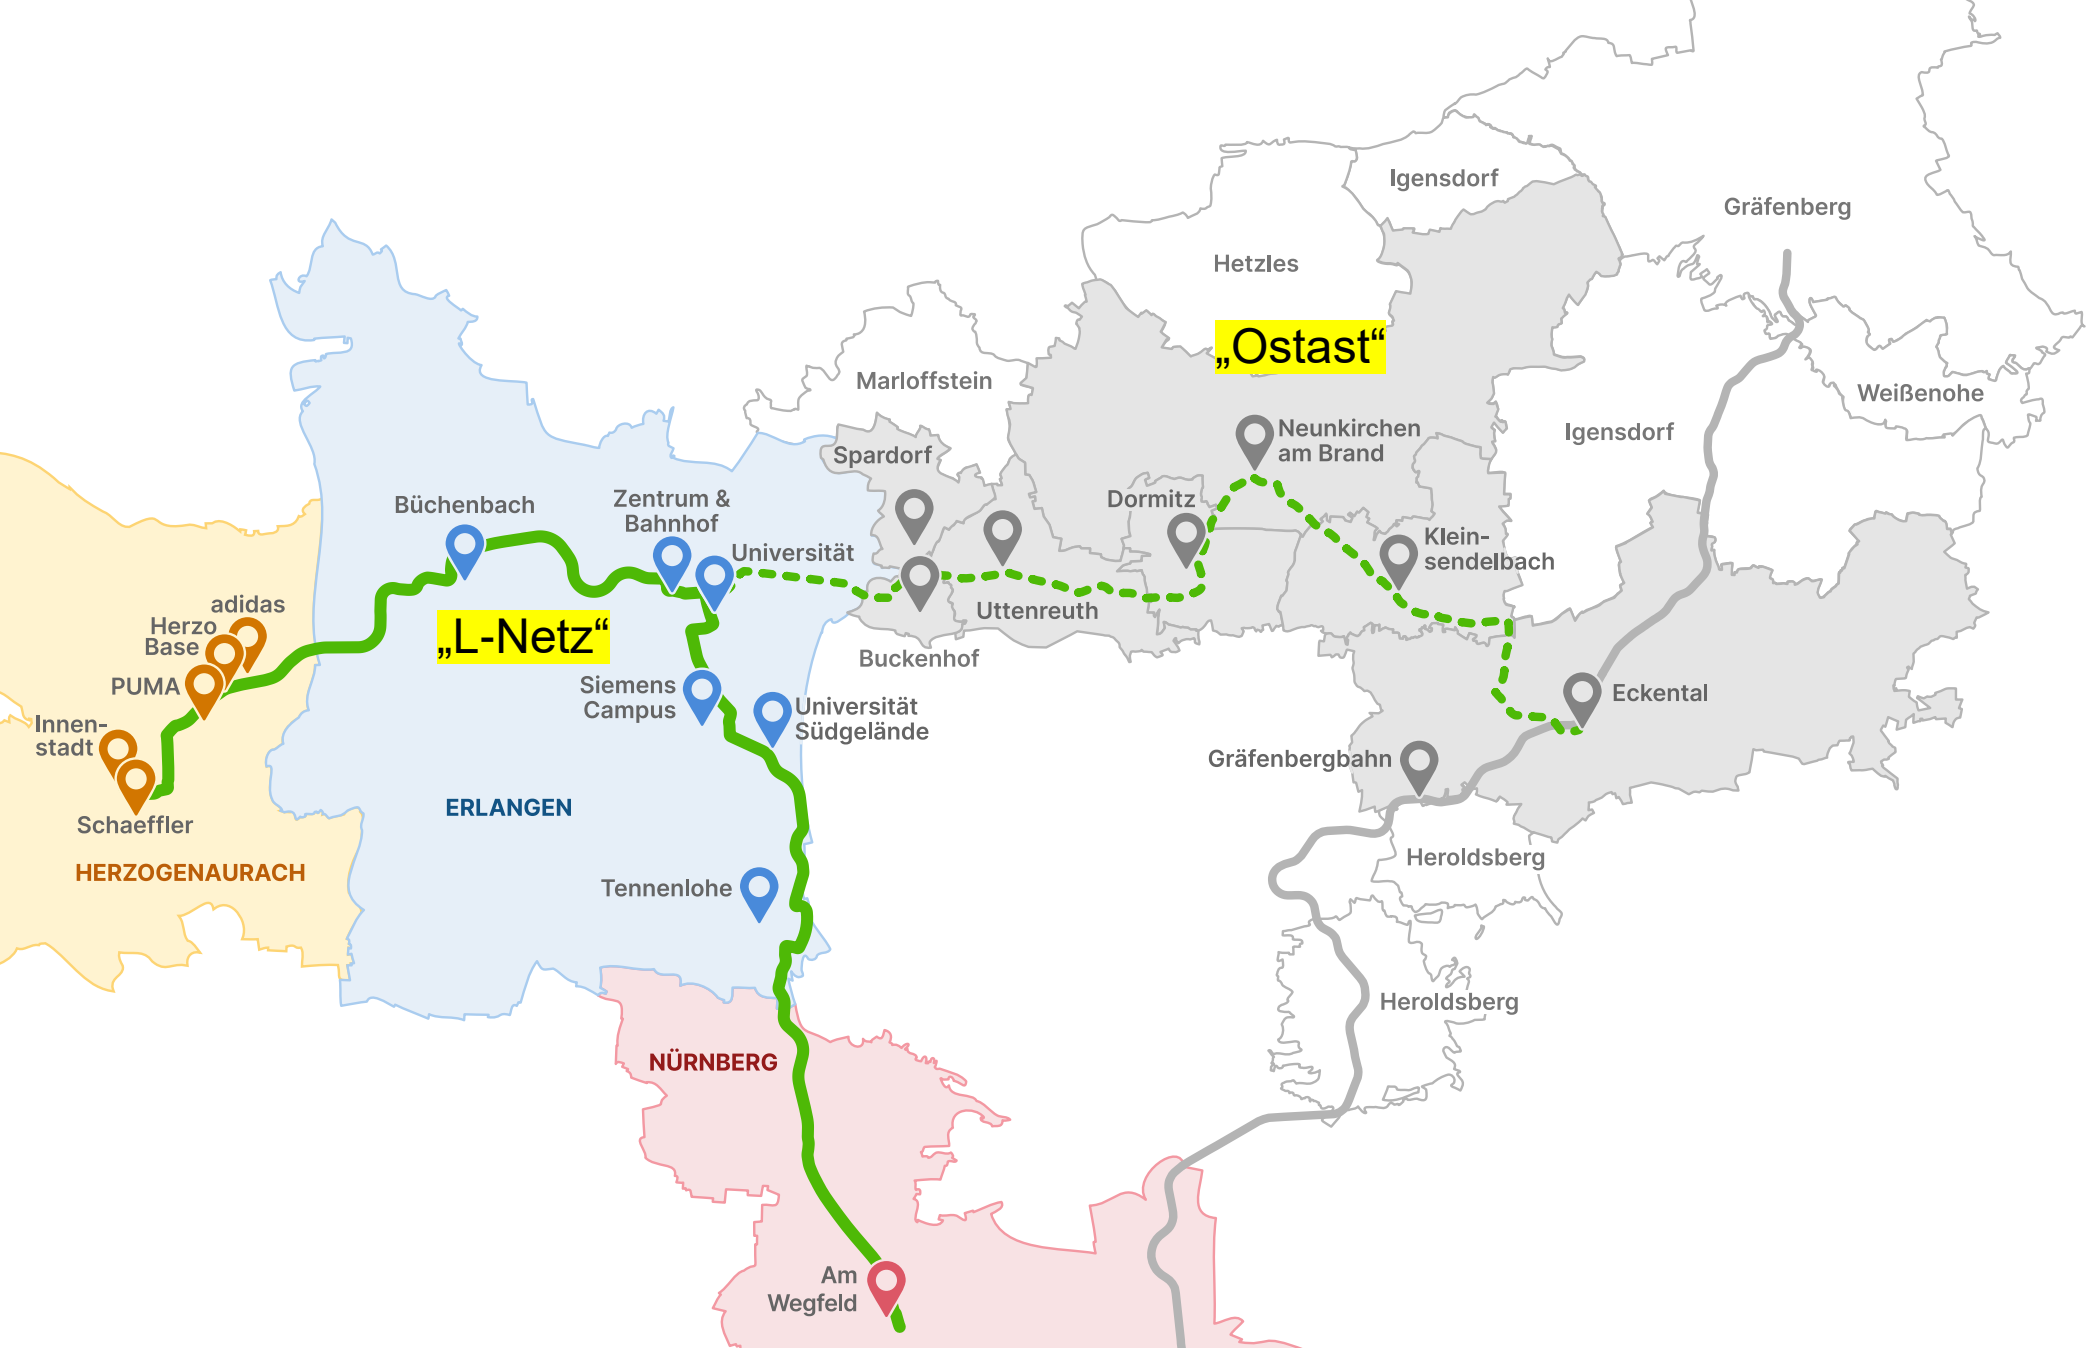 Igensdorf
Gräfenberg
Hetzles
„Ostast“
Marloffstein
Weißenohe
Neunkirchen
am Brand
Igensdorf
Spardorf
Büchenbach
Zentrum &
Bahnhof
Dormitz
Universität
Klein-
sendelbach
adidas
Herzo
Base
„L-Netz“
Uttenreuth
Buckenhof
PUMA
Siemens
Campus
Universität
Südgelände
Eckental
Innen-
stadt
Gräfenbergbahn
ERLANGEN
Schaeffler
Heroldsberg
HERZOGENAURACH
Tennenlohe
Heroldsberg
NÜRNBERG
Am
Wegfeld